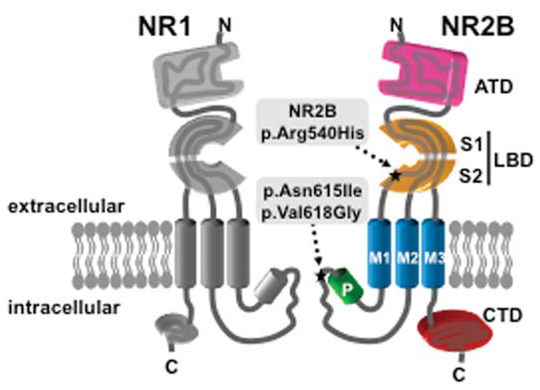 NR1
N
N
NR2B
ATD
NR2B
p.Arg540His
S1
S2
LBD
p.Asn615Ile
p.Val618Gly
extracellular
M1 M2 M3
P
intracellular
CTD
C
C